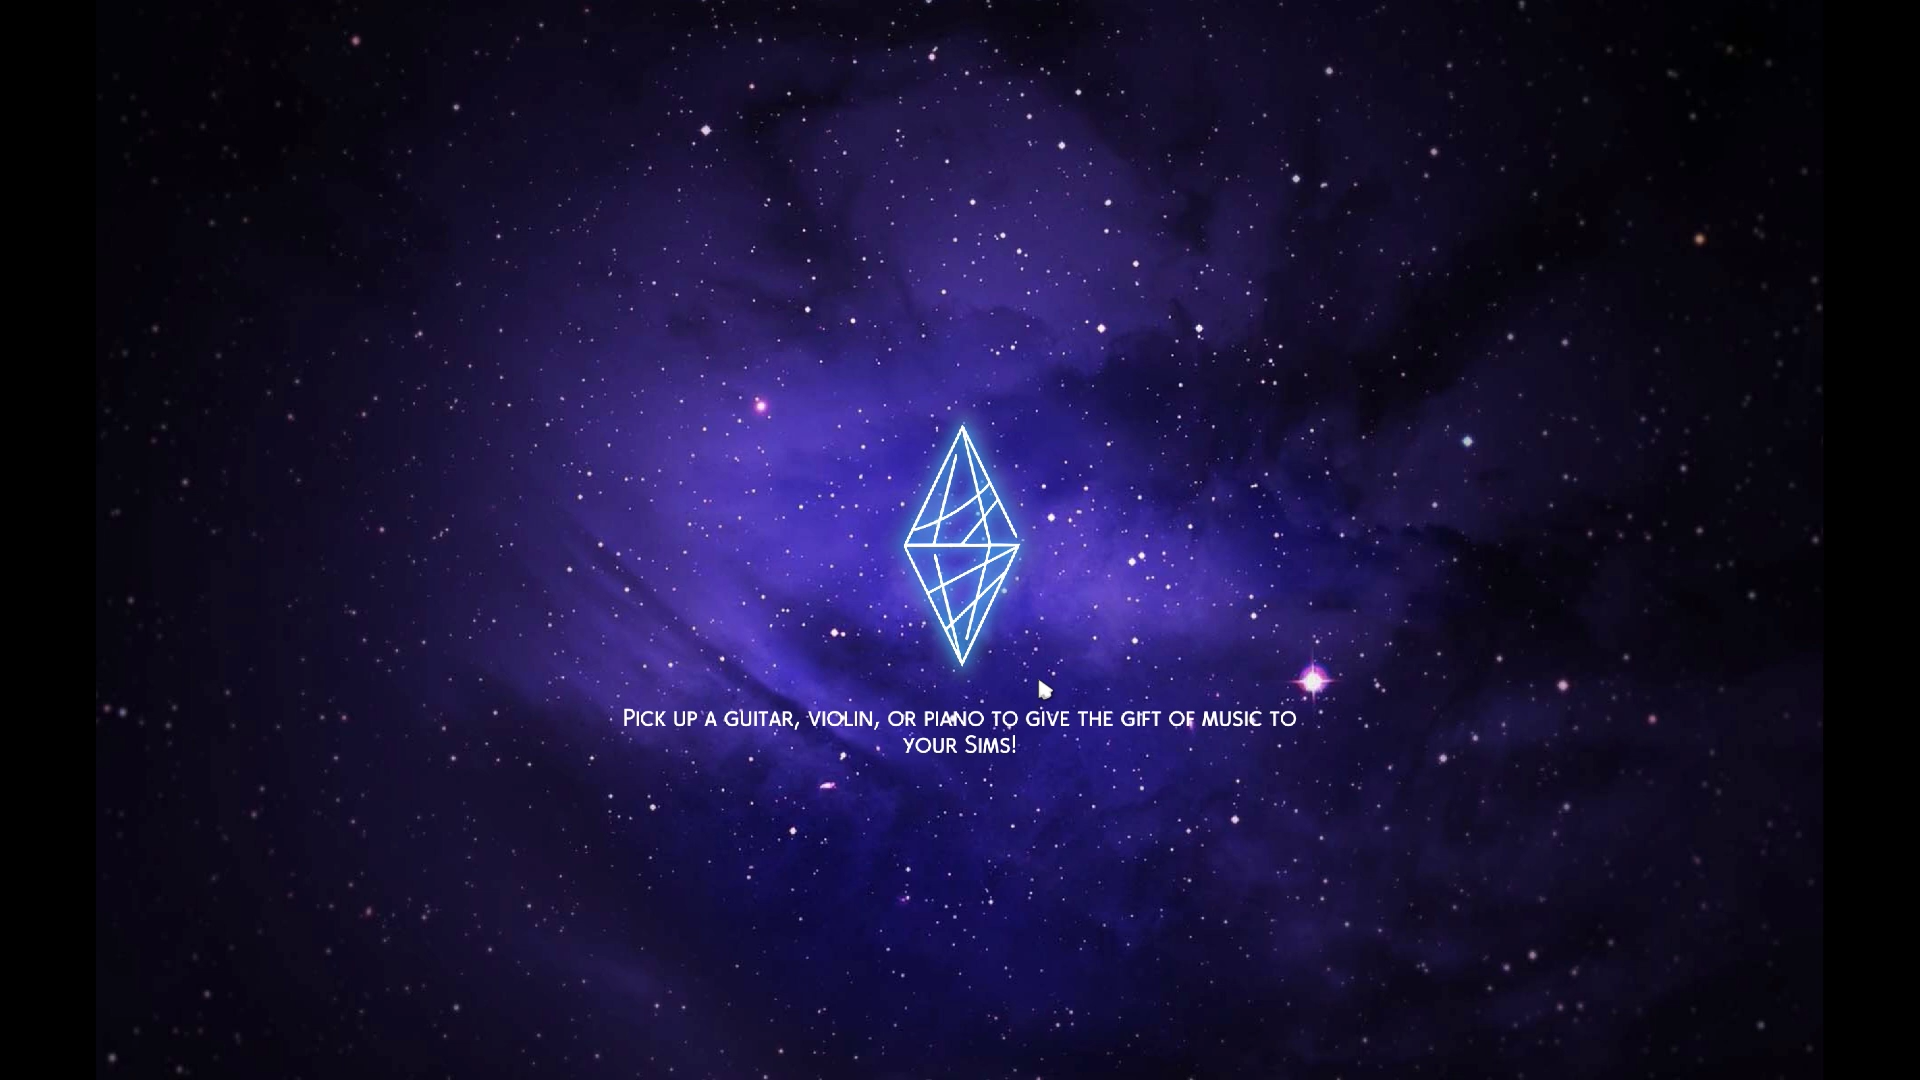 Pick up a guitar, violin, or piano to give the gift of music to
your Sims!